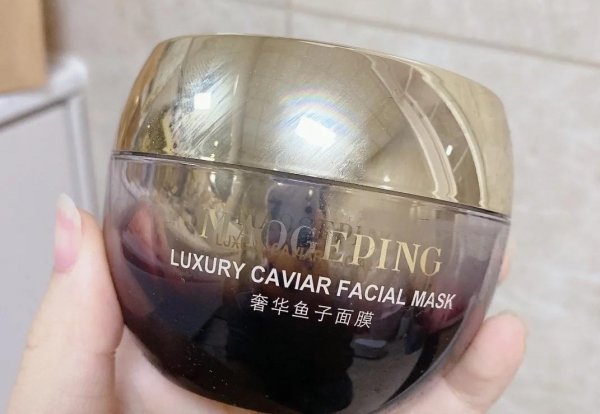 MAOGEPING
LUXURY CAVIAR FACIAL MASK
奢华鱼子面膜